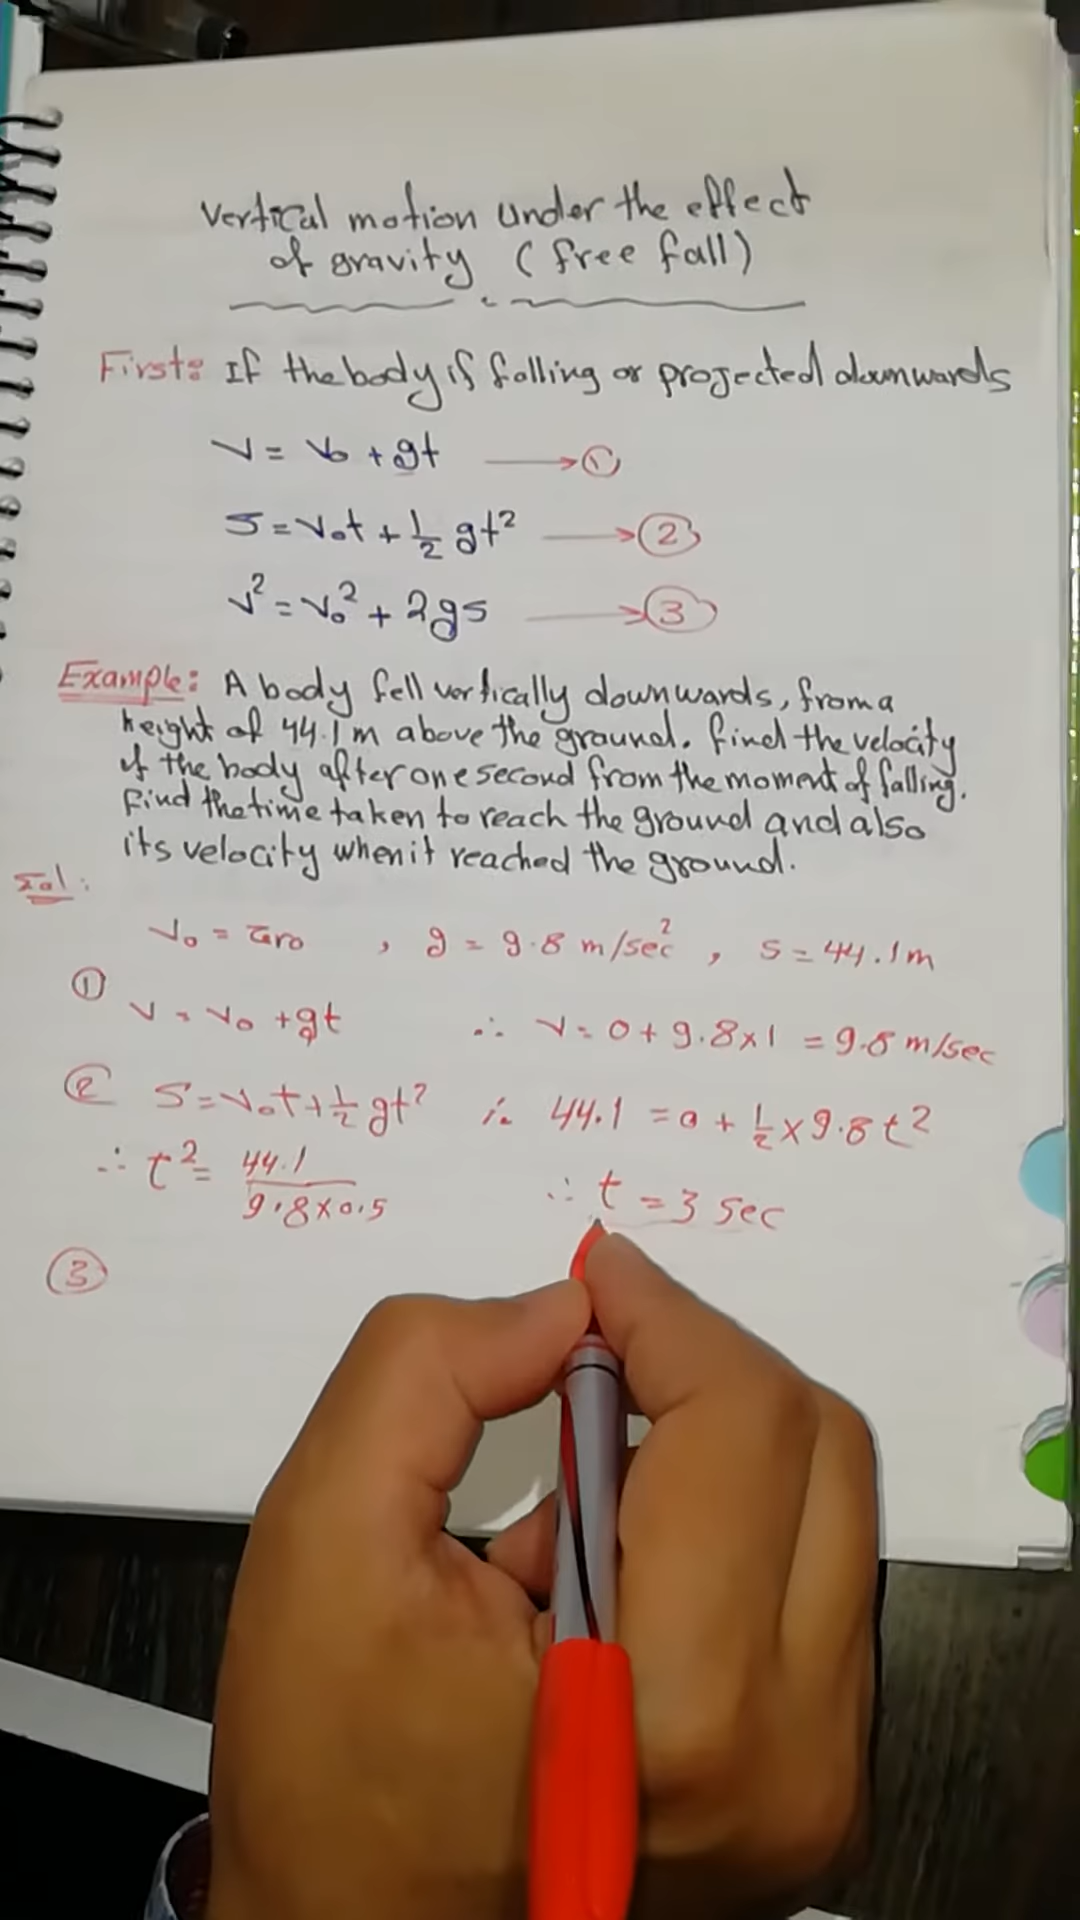 Vertical motion under the effect
of gravity (free fall)
First: If the body is falling or projected downwards
V = V₀ + gt → ①
S = V₀t + 1/2 gt² → ②
V² = V₀² + 2gs → ③
Example: A body fell vertically downwards, from a
height of 44.1 m above the ground. find the velocity
of the body after one second from the moment of falling.
Find the time taken to reach the ground and also
its velocity when it reached the ground.
Sol:
V₀ = Zero , g = 9.8 m/sec² , S = 44.1 m
①
V = V₀ + gt ∴ V = 0 + 9.8 × 1 = 9.8 m/sec
② S = V₀t + 1/2 gt² ∴ 44.1 = 0 + 1/2 × 9.8 t²
∴ t² = 44.1 / 9.8 × 0.5 ∴ t = 3 sec
③